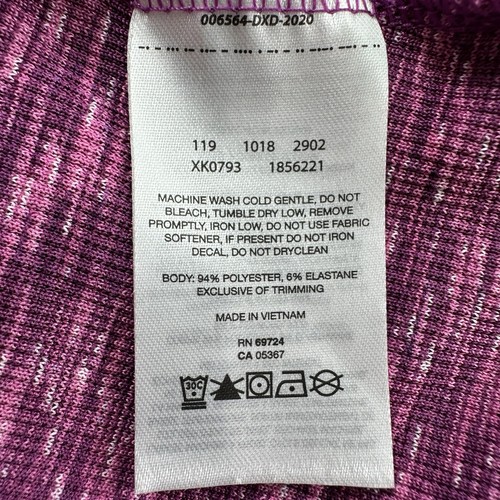 006564-DXD-2020
119 1018 2902
XK0793 1856221
MACHINE WASH COLD GENTLE, DO NOT
BLEACH, TUMBLE DRY LOW, REMOVE
PROMPTLY, IRON LOW, DO NOT USE FABRIC
SOFTENER, IF PRESENT DO NOT IRON
DECAL, DO NOT DRYCLEAN
BODY: 94% POLYESTER, 6% ELASTANE
EXCLUSIVE OF TRIMMING
MADE IN VIETNAM
RN 69724
CA 05367
30C